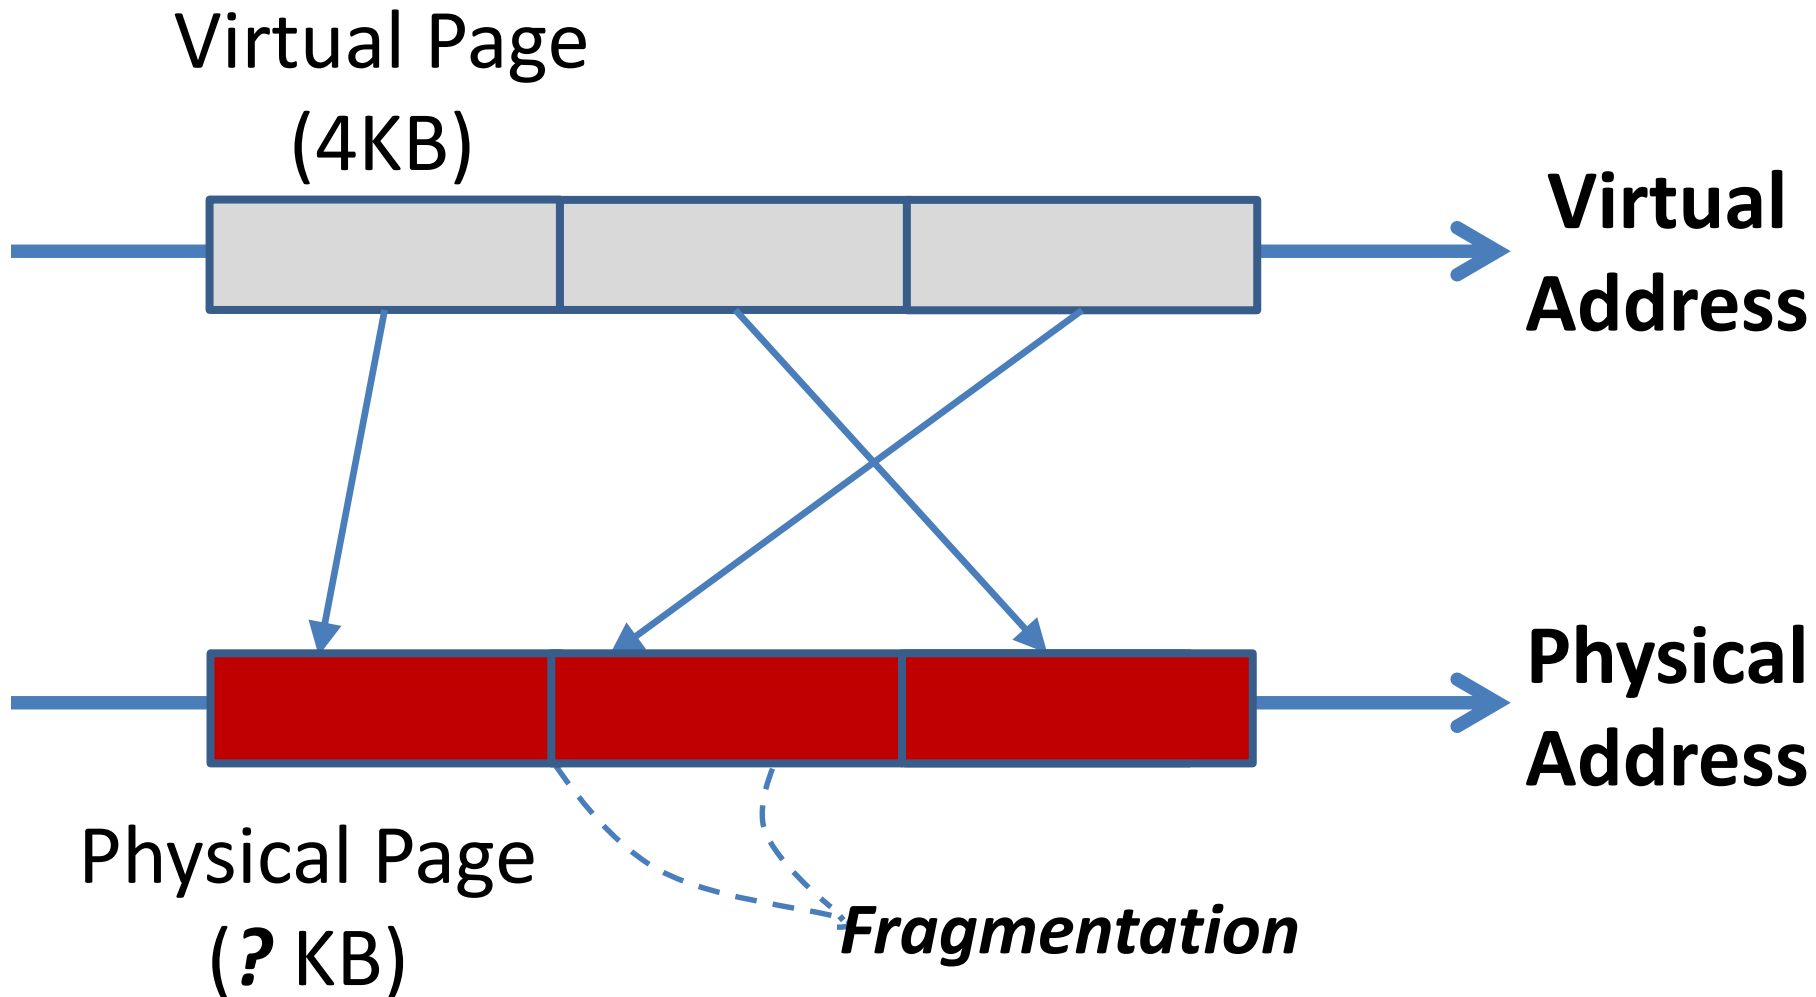 Virtual Page
(4KB)
Virtual
Address
Physical
Address
Physical Page
(? KB)
Fragmentation